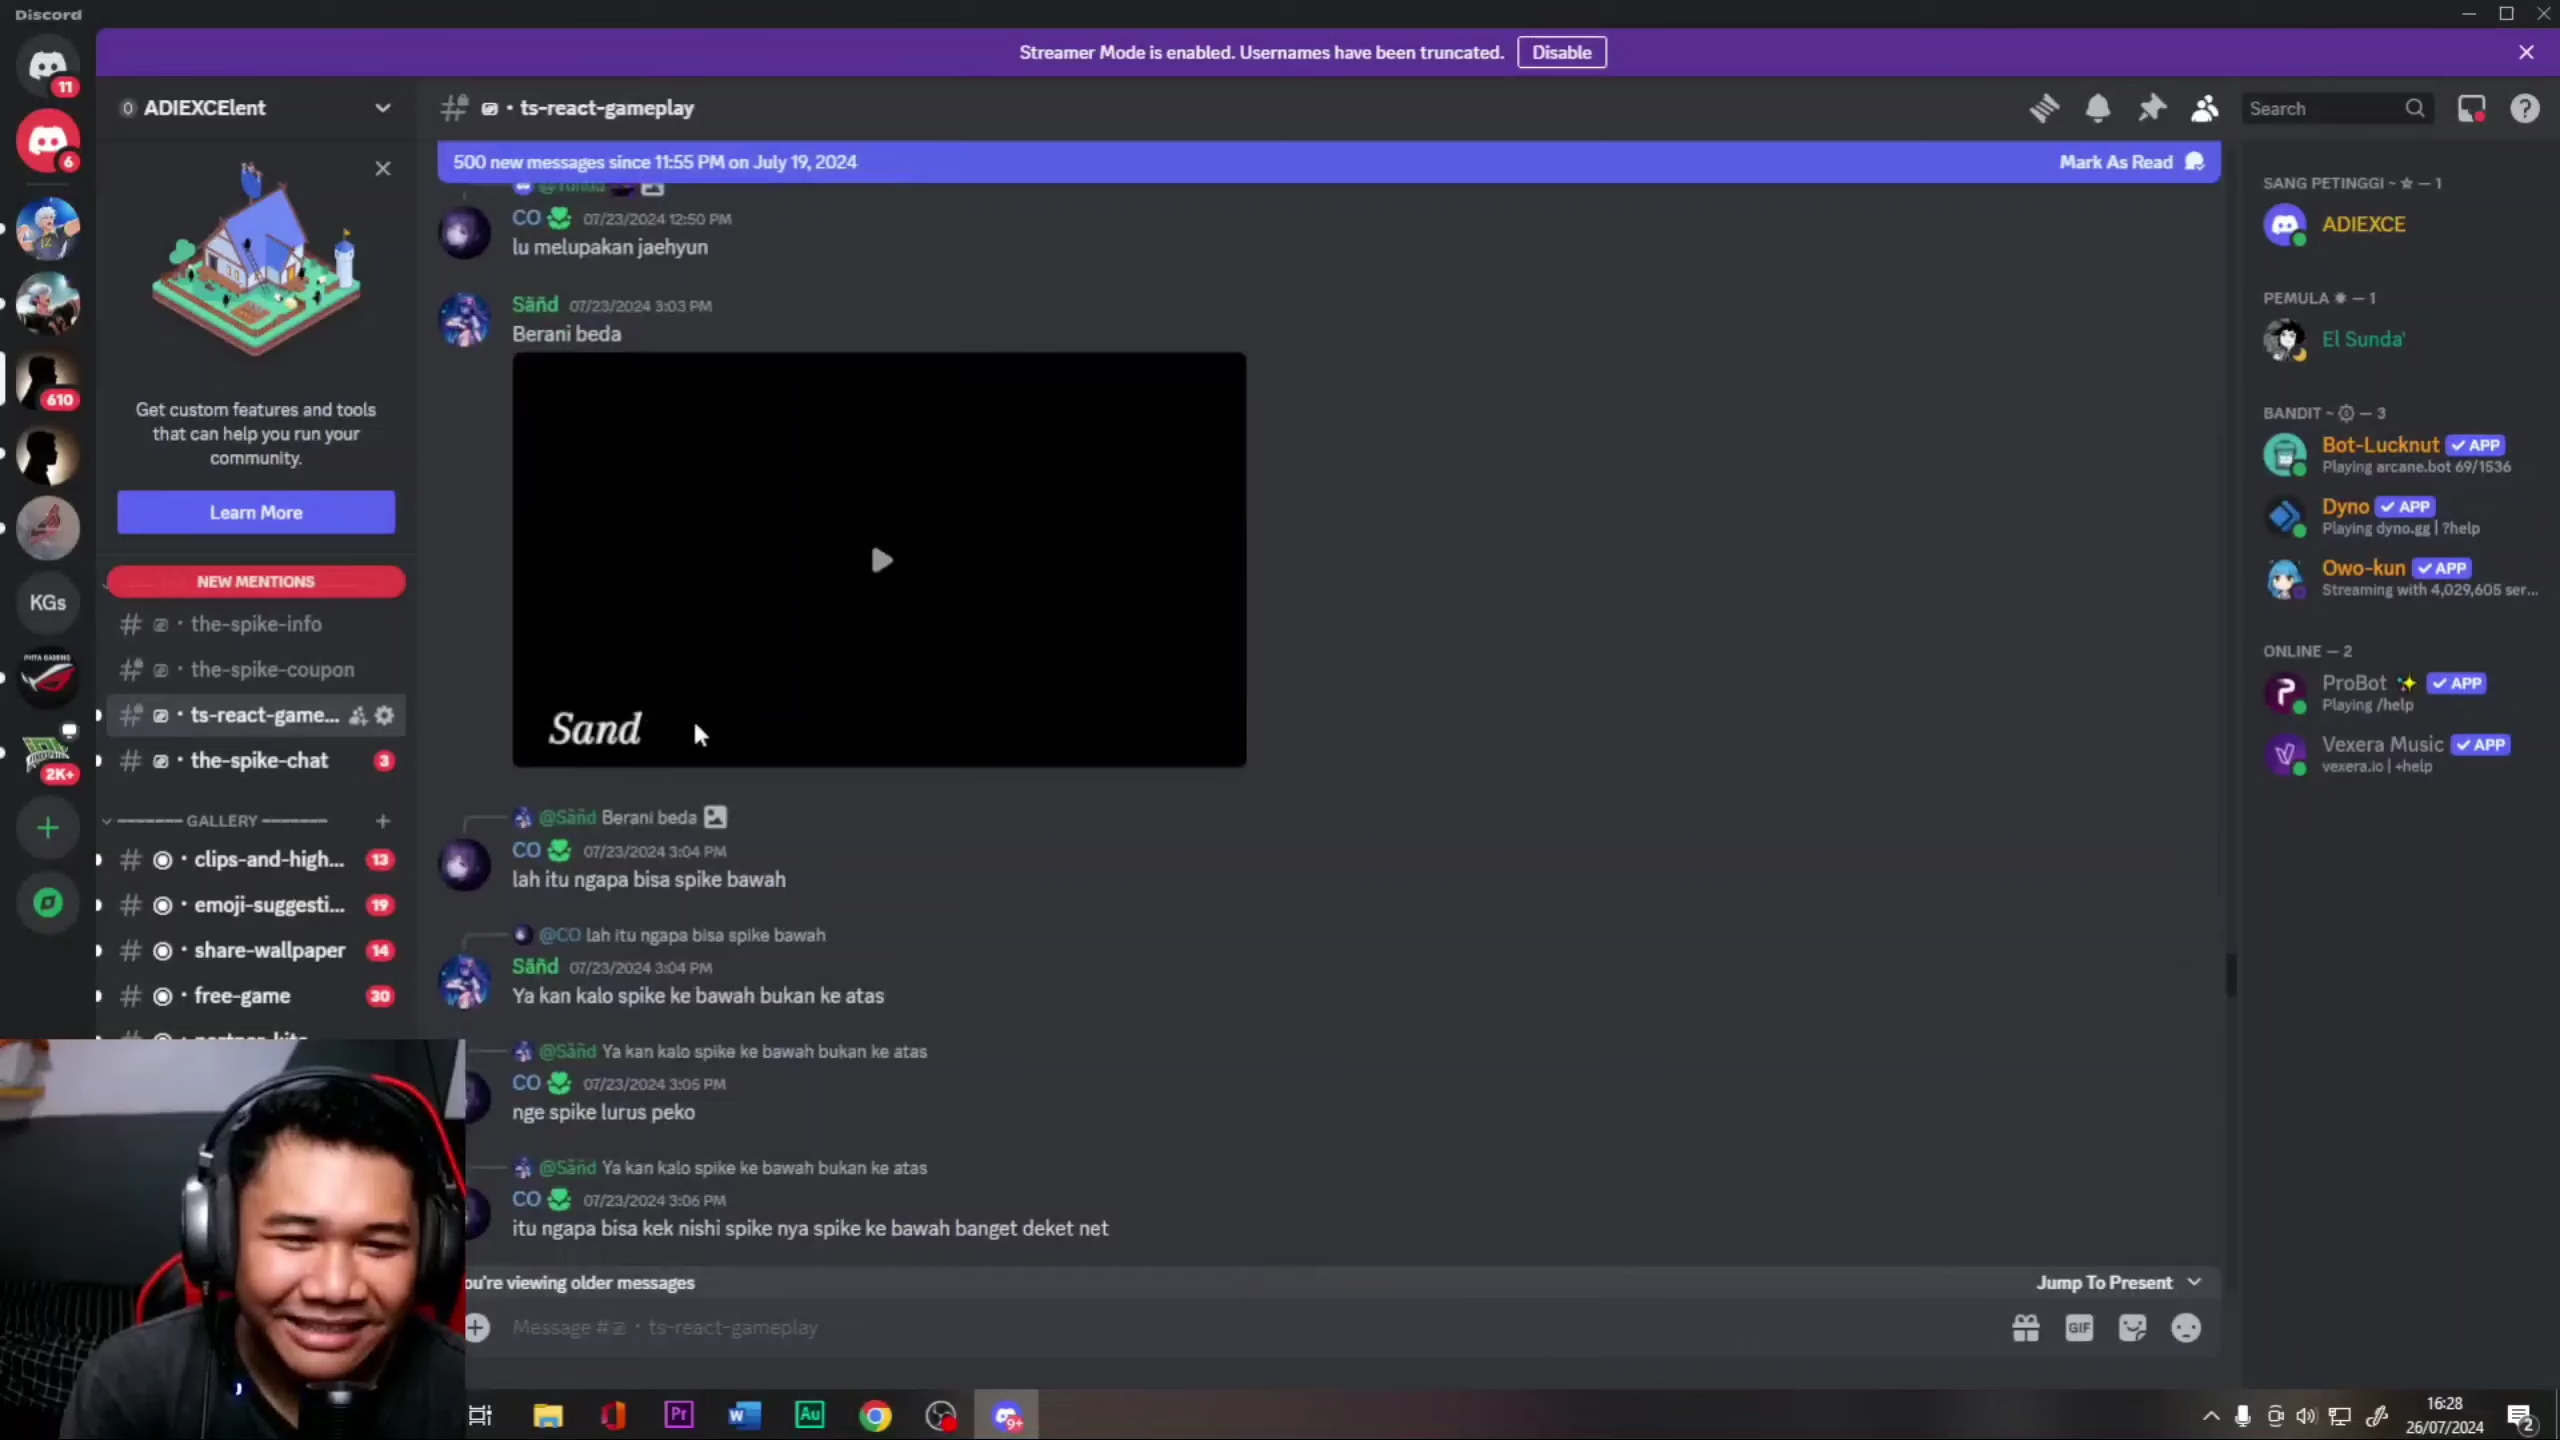 Discord
Streamer Mode is enabled. Usernames have been truncated.
Disable
11
6
610
KGs
2K+
ADIEXCElent
Get custom features and tools
that can help you run your
community.
Learn More
NEW MENTIONS
the-spike-info
the-spike-coupon
ts-react-game...
the-spike-chat
3
GALLERY
clips-and-high...
13
emoji-suggesti...
19
share-wallpaper
14
free-game
30
ts-react-gameplay
Search
500 new messages since 11:55 PM on July 19, 2024
Mark As Read
CO 07/23/2024 12:50 PM
lu melupakan jaehyun
Sãñd 07/23/2024 3:03 PM
Berani beda
Sand
@Sãñd Berani beda
CO 07/23/2024 3:04 PM
lah itu ngapa bisa spike bawah
@CO lah itu ngapa bisa spike bawah
Sãñd 07/23/2024 3:04 PM
Ya kan kalo spike ke bawah bukan ke atas
@Sãñd Ya kan kalo spike ke bawah bukan ke atas
CO 07/23/2024 3:05 PM
nge spike lurus peko
@Sãñd Ya kan kalo spike ke bawah bukan ke atas
CO 07/23/2024 3:06 PM
itu ngapa bisa kek nishi spike nya spike ke bawah banget deket net
ou're viewing older messages
Jump To Present
Message # ts-react-gameplay
GIF
SANG PETINGGI ~ ☆ — 1
ADIEXCE
PEMULA — 1
El Sunda'
BANDIT ~ — 3
Bot-Lucknut ✓ APP
Playing arcane.bot 69/1536
Dyno ✓ APP
Playing dyno.gg | ?help
Owo-kun ✓ APP
Streaming with 4,029,605 ser...
ONLINE — 2
ProBot ✨ ✓ APP
Playing /help
Vexera Music ✓ APP
vexera.io | +help
Pr
Au
9+
16:28
26/07/2024
2